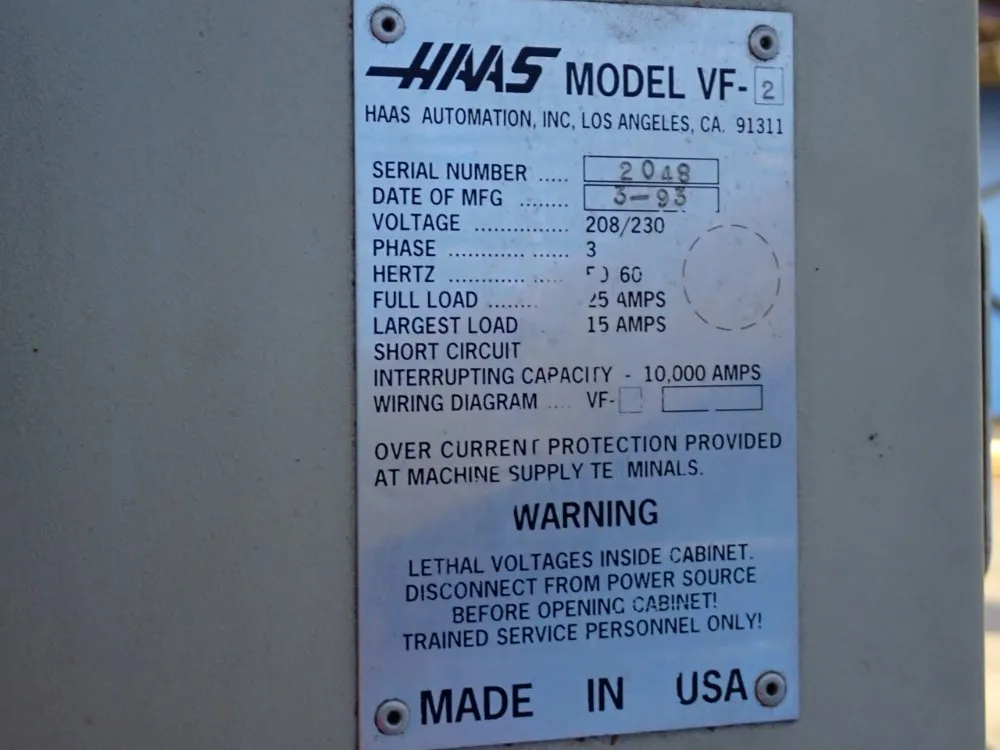 HAAS MODEL VF-2
HAAS AUTOMATION, INC, LOS ANGELES, CA. 91311
SERIAL NUMBER ..... 2048
DATE OF MFG ........ 3-93
VOLTAGE ............... 208/230
PHASE ............ ...... 3
HERTZ ............ ..... 60
FULL LOAD ........ AMPS
LARGEST LOAD 15 AMPS
SHORT CIRCUIT
INTERRUPTING CAPACITY - 10,000 AMPS
WIRING DIAGRAM .... VF-
OVER CURRENT PROTECTION PROVIDED
AT MACHINE SUPPLY TE MINALS.
WARNING
LETHAL VOLTAGES INSIDE CABINET.
DISCONNECT FROM POWER SOURCE
BEFORE OPENING CABINET!
TRAINED SERVICE PERSONNEL ONLY!
MADE IN USA